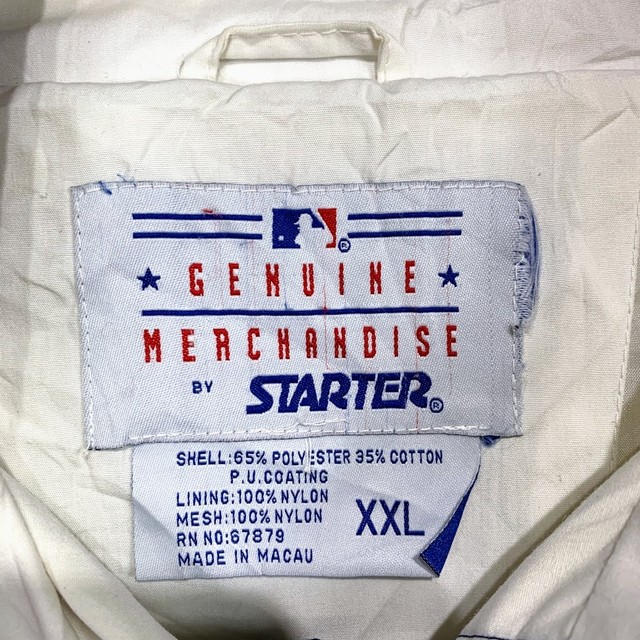 GENUINE
MERCHANDISE
BY STARTER®
SHELL:65% POLYESTER 35% COTTON
P.U.COATING
LINING:100% NYLON
MESH:100% NYLON
RN NO:67879
MADE IN MACAU
XXL